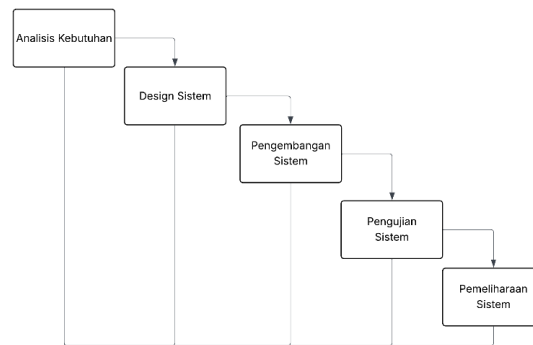 Analisis Kebutuhan
Design Sistem
Pengembangan
Sistem
Pengujian
Sistem
Pemeliharaan
Sistem